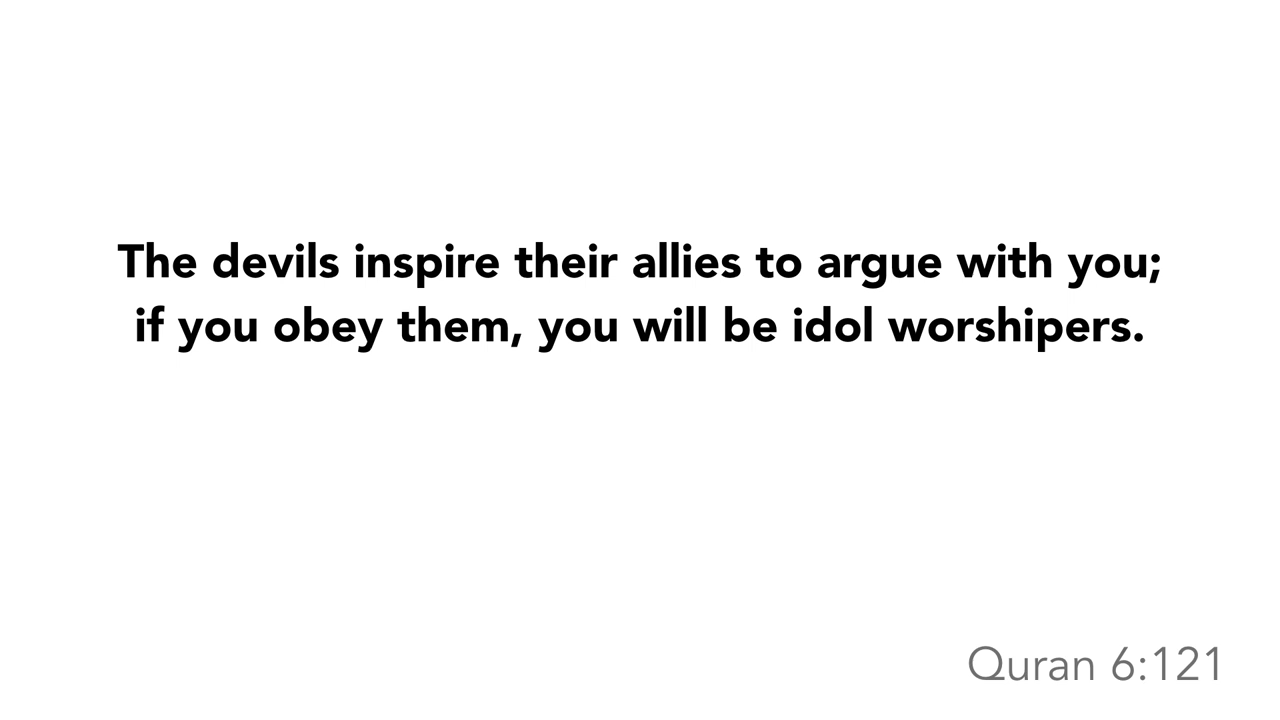 The devils inspire their allies to argue with you;
if you obey them, you will be idol worshipers.
Quran 6:121